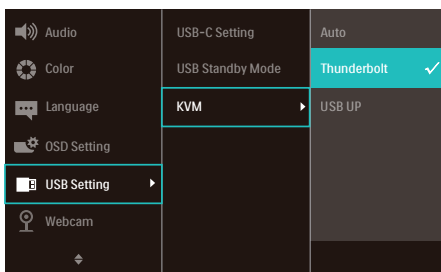 Audio
Color
Language
OSD Setting
USB Setting
Webcam
USB-C Setting
USB Standby Mode
KVM
Auto
Thunderbolt
USB UP